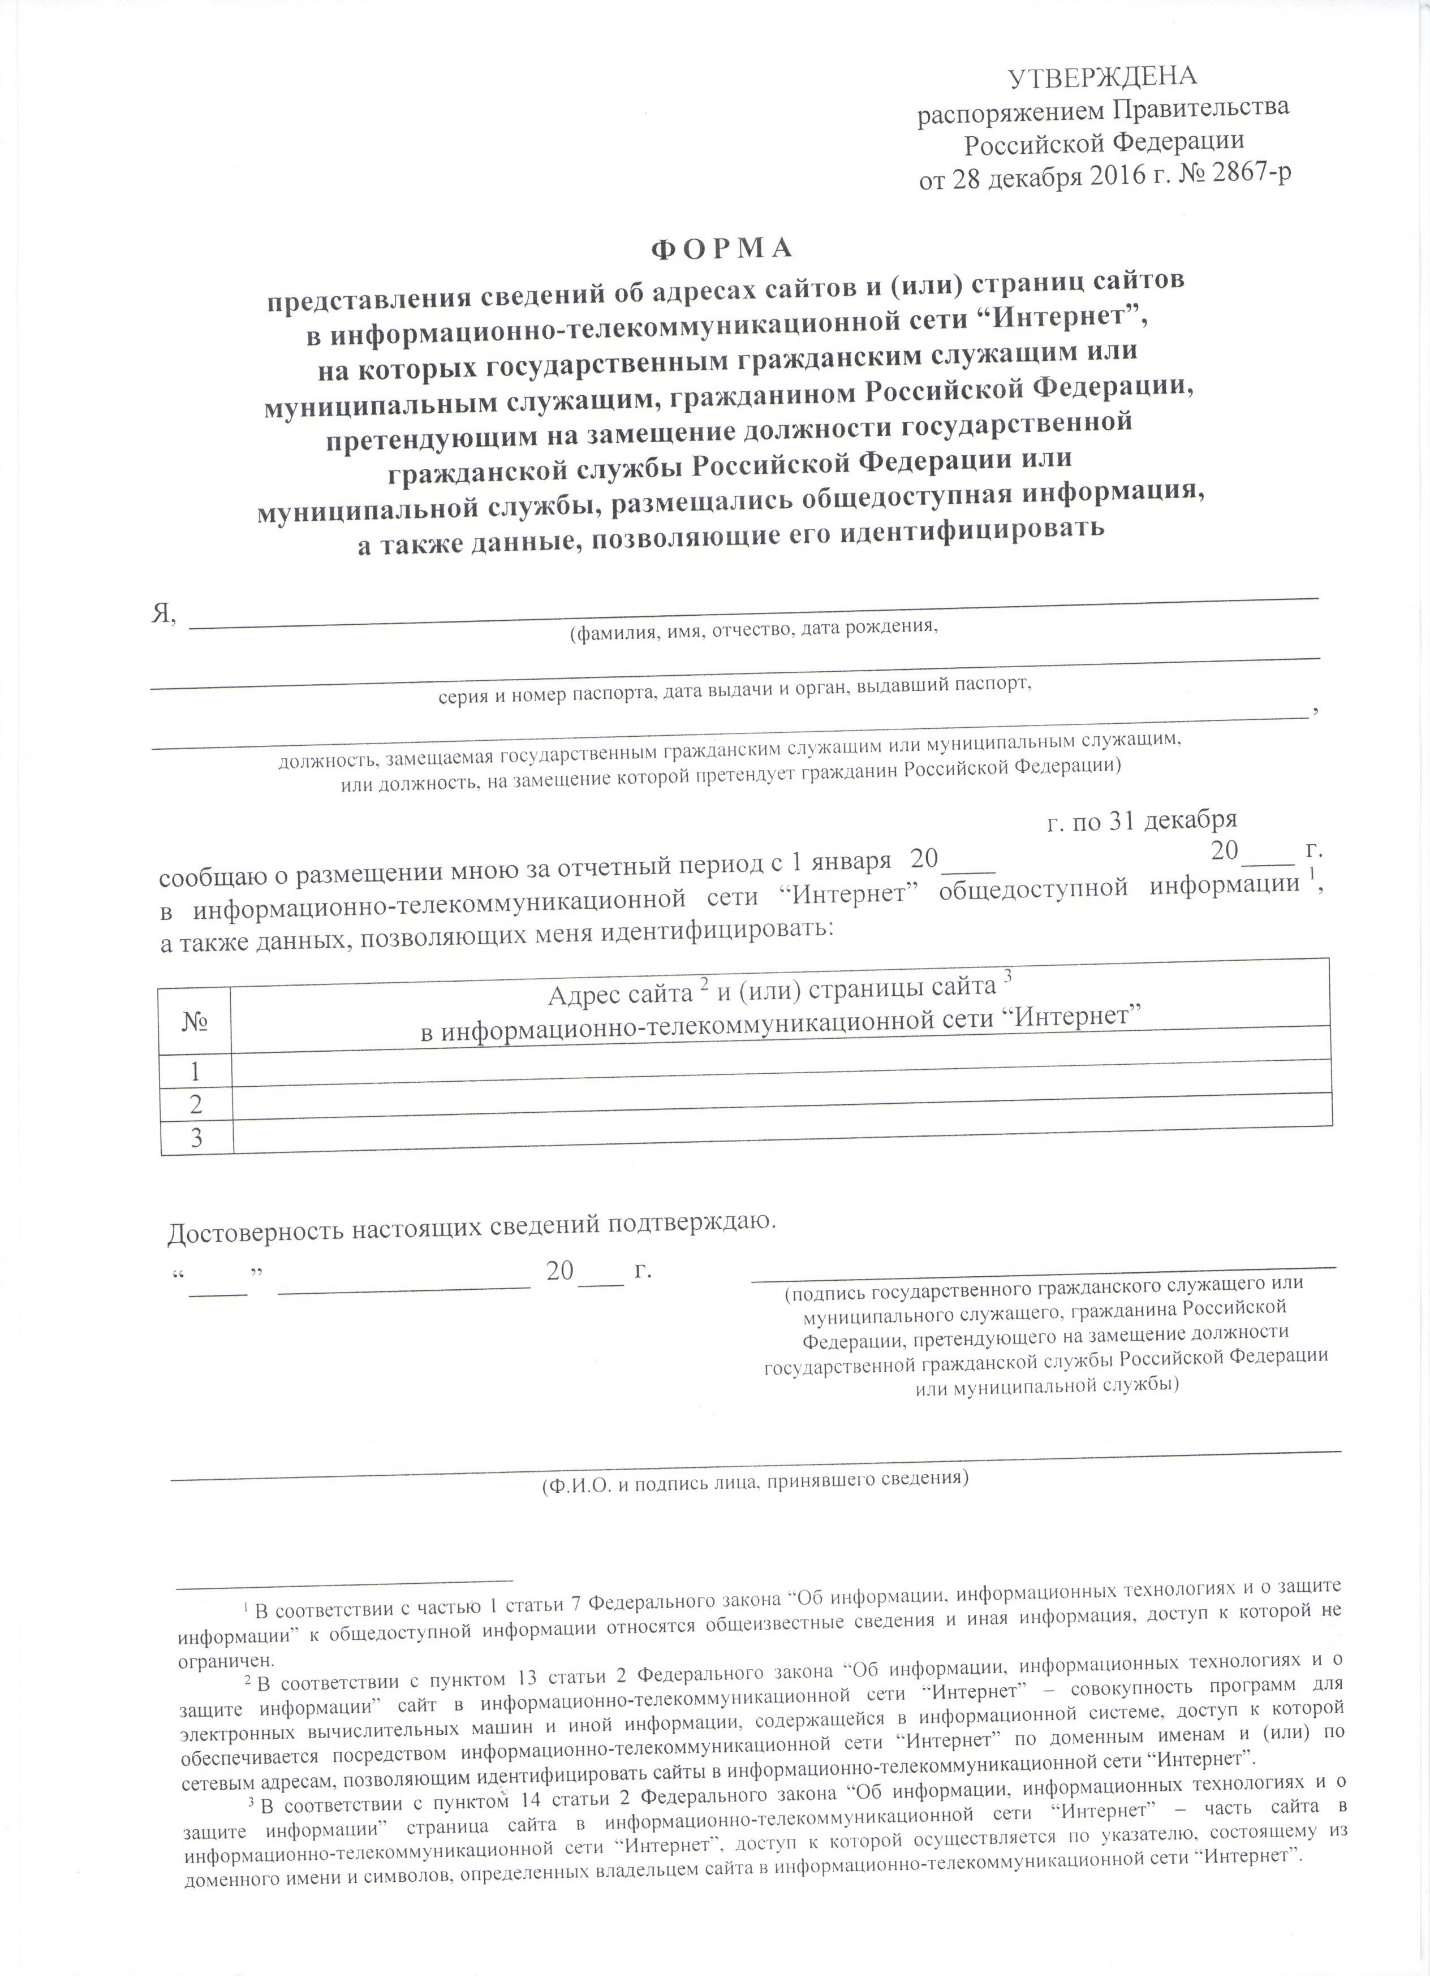 УТВЕРЖДЕНА
распоряжением Правительства
Российской Федерации
от 28 декабря 2016 г. № 2867-р
Ф О Р М А
представления сведений об адресах сайтов и (или) страниц сайтов
в информационно-телекоммуникационной сети “Интернет”,
на которых государственным гражданским служащим или
муниципальным служащим, гражданином Российской Федерации,
претендующим на замещение должности государственной
гражданской службы Российской Федерации или
муниципальной службы, размещались общедоступная информация,
а также данные, позволяющие его идентифицировать
Я,
(фамилия, имя, отчество, дата рождения,
серия и номер паспорта, дата выдачи и орган, выдавший паспорт,
,
должность, замещаемая государственным гражданским служащим или муниципальным служащим,
или должность, на замещение которой претендует гражданин Российской Федерации)
сообщаю о размещении мною за отчетный период с 1 января 20____ г. по 31 декабря 20____ г.
в информационно-телекоммуникационной сети “Интернет” общедоступной информации 1,
а также данных, позволяющих меня идентифицировать:
№
Адрес сайта 2 и (или) страницы сайта 3
в информационно-телекоммуникационной сети “Интернет”
1
2
3
Достоверность настоящих сведений подтверждаю.
“____” ____________________ 20___ г.
(подпись государственного гражданского служащего или
муниципального служащего, гражданина Российской
Федерации, претендующего на замещение должности
государственной гражданской службы Российской Федерации
или муниципальной службы)
(Ф.И.О. и подпись лица, принявшего сведения)
1 В соответствии с частью 1 статьи 7 Федерального закона “Об информации, информационных технологиях и о защите
информации” к общедоступной информации относятся общеизвестные сведения и иная информация, доступ к которой не
ограничен.
2 В соответствии с пунктом 13 статьи 2 Федерального закона “Об информации, информационных технологиях и о
защите информации” сайт в информационно-телекоммуникационной сети “Интернет” – совокупность программ для
электронных вычислительных машин и иной информации, содержащейся в информационной системе, доступ к которой
обеспечивается посредством информационно-телекоммуникационной сети “Интернет” по доменным именам и (или) по
сетевым адресам, позволяющим идентифицировать сайты в информационно-телекоммуникационной сети “Интернет”.
3 В соответствии с пунктом 14 статьи 2 Федерального закона “Об информации, информационных технологиях и о
защите информации” страница сайта в информационно-телекоммуникационной сети “Интернет” – часть сайта в
информационно-телекоммуникационной сети “Интернет”, доступ к которой осуществляется по указателю, состоящему из
доменного имени и символов, определенных владельцем сайта в информационно-телекоммуникационной сети “Интернет”.